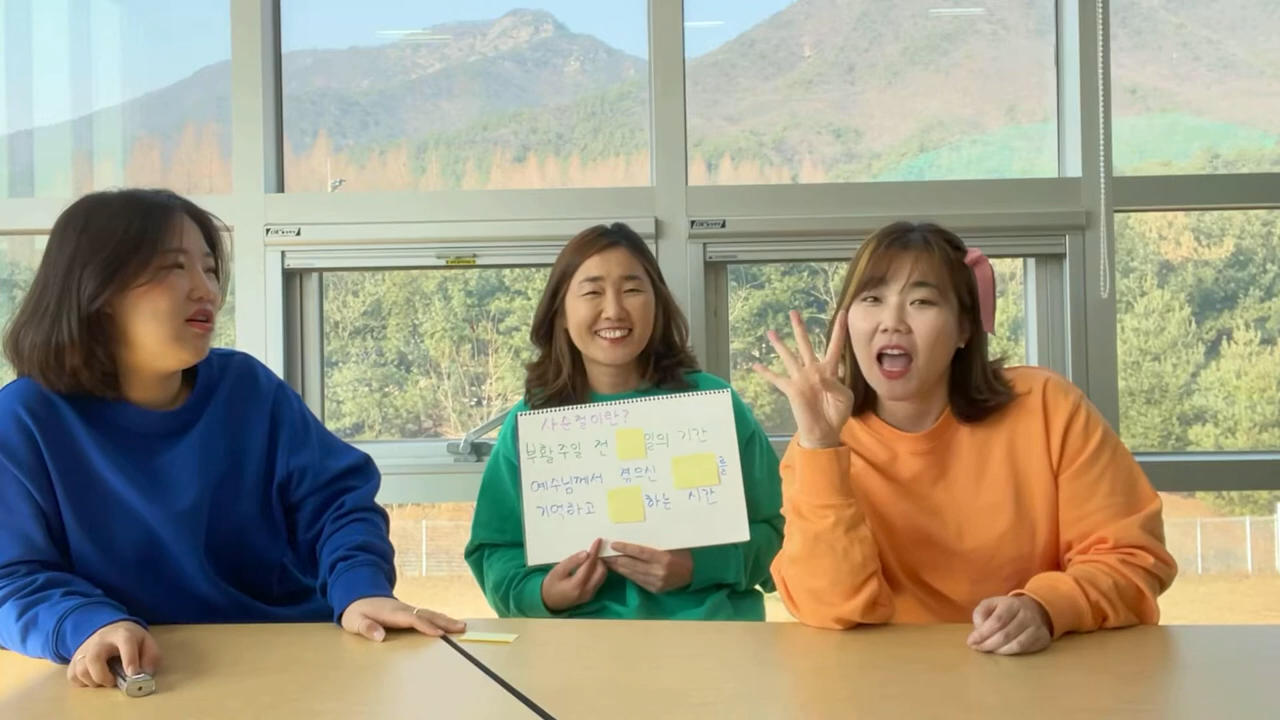 사순절이란?
부활주일 전 일의 기간
예수님께서 겪으신 를
기억하고 하는 시간